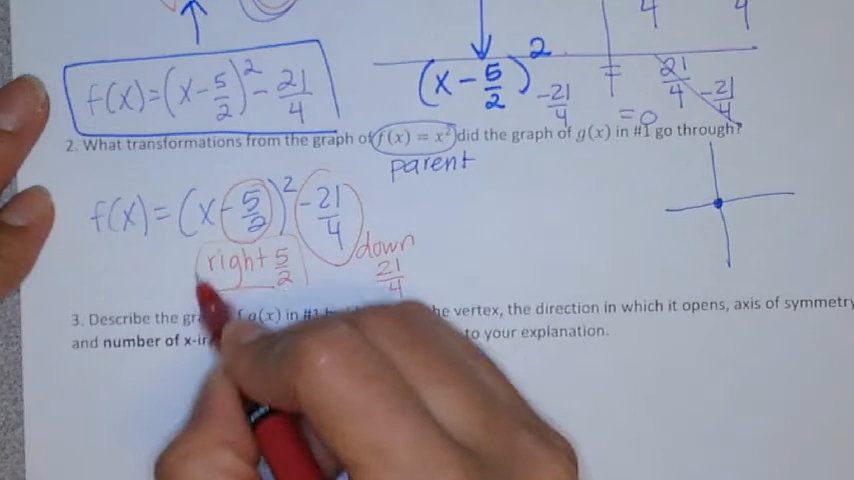 4 4
f(x)=(x-5/2)^2-21/4
(x-5/2)^2-21/4 = 21/4 -21/4
=0
2. What transformations from the graph of f(x) = x² did the graph of g(x) in #1 go through?
parent
f(x)=(x-5/2)^2-21/4
right 5/2
down 21/4
3. Describe the of g(x) in #1 the vertex, the direction in which it opens, axis of symmetry
and number of to your explanation.